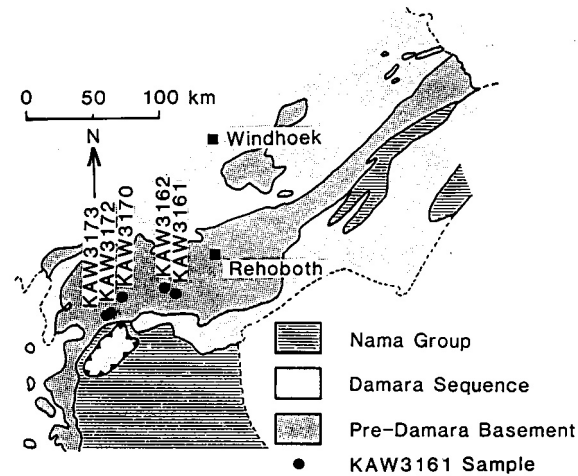 0 50 100 km
N
Windhoek
KAW3173
KAW3172
KAW3170
KAW3162
KAW3161
Rehoboth
Nama Group
Damara Sequence
Pre-Damara Basement
KAW3161 Sample